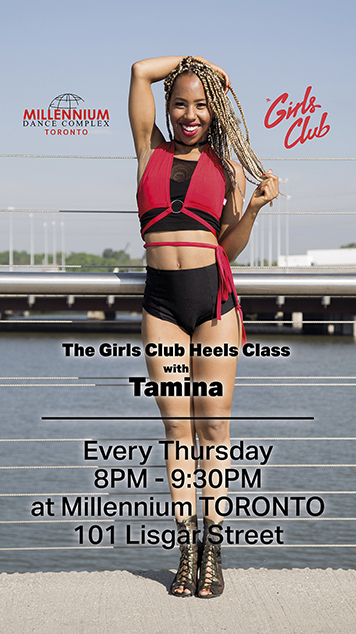 MILLENNIUM
DANCE COMPLEX
TORONTO
Girls
Club
The Girls Club Heels Class
with
Tamina
Every Thursday
8PM - 9:30PM
at Millennium TORONTO
101 Lisgar Street